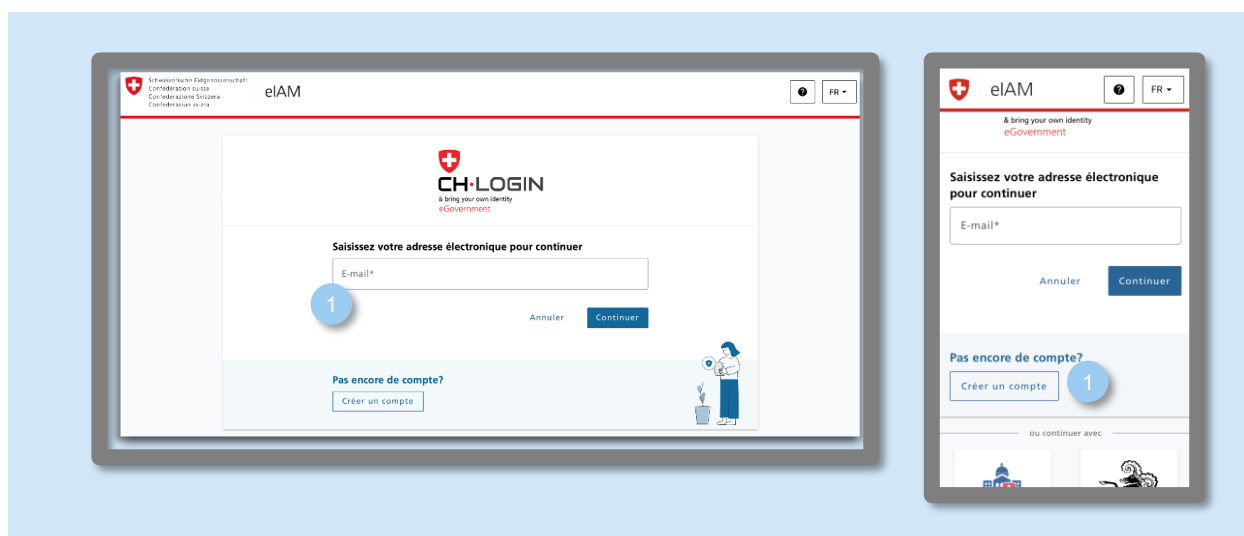 Schweizerische Eidgenossenschaft
Confédération suisse
Confederazione Svizzera
Confederaziun svizra
eIAM
FR
CH·LOGIN
& bring your own identity
eGovernment
Saisissez votre adresse électronique pour continuer
E-mail*
1
Annuler
Continuer
Pas encore de compte?
Créer un compte
eIAM
FR
& bring your own identity
eGovernment
Saisissez votre adresse électronique
pour continuer
E-mail*
Annuler
Continuer
Pas encore de compte?
Créer un compte
1
ou continuer avec